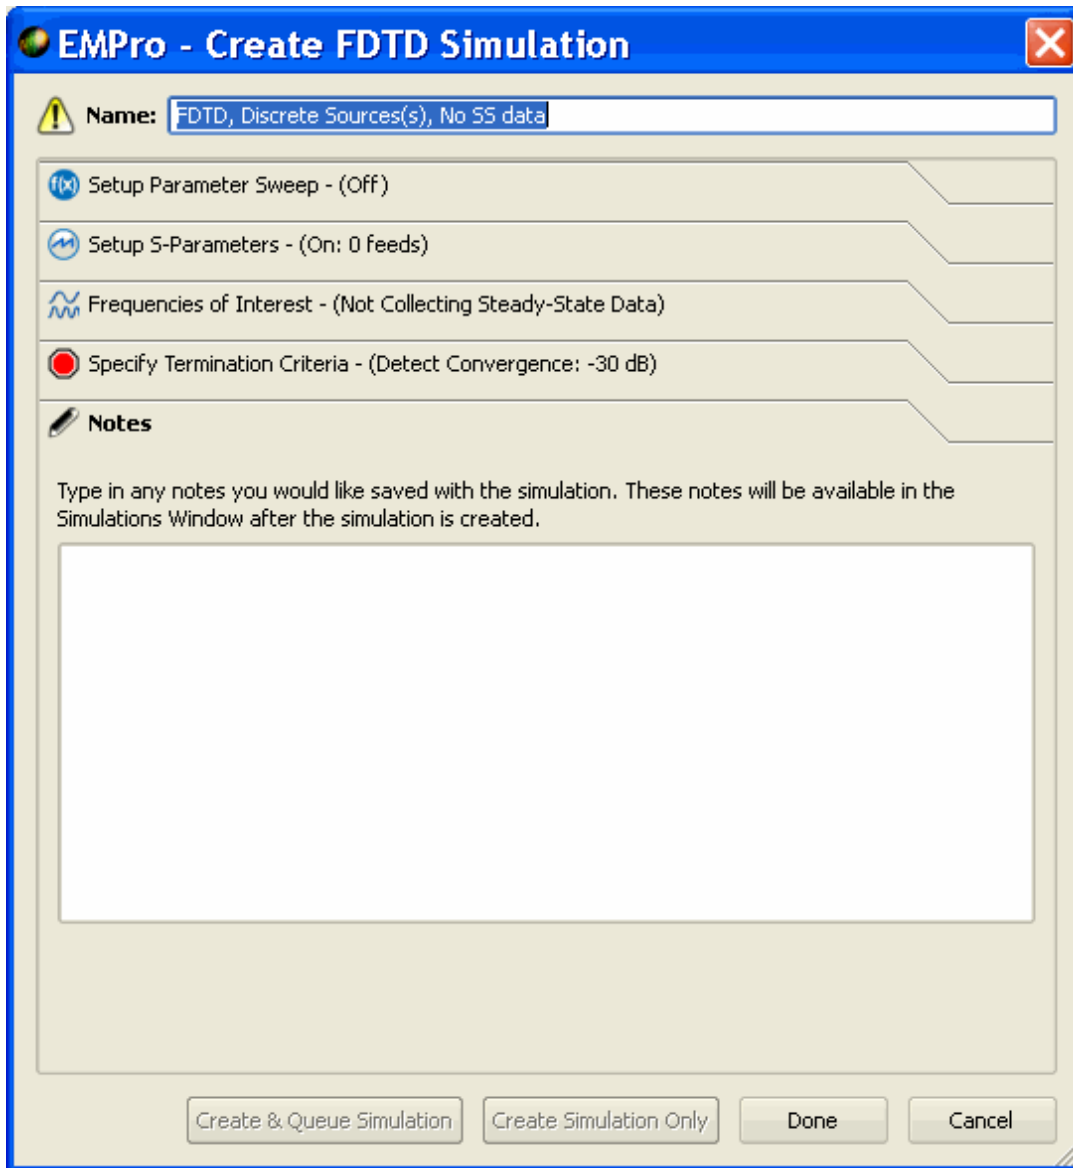 EMPro - Create FDTD Simulation
Name: FDTD, Discrete Sources(s), No SS data
f(x) Setup Parameter Sweep - (Off)
Setup S-Parameters - (On: 0 feeds)
Frequencies of Interest - (Not Collecting Steady-State Data)
Specify Termination Criteria - (Detect Convergence: -30 dB)
Notes
Type in any notes you would like saved with the simulation. These notes will be available in the
Simulations Window after the simulation is created.
Create & Queue Simulation Create Simulation Only Done Cancel